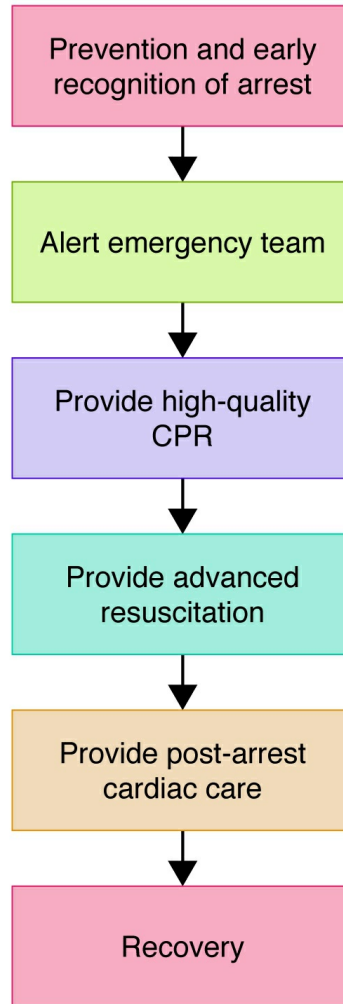 Prevention and early
recognition of arrest
Alert emergency team
Provide high-quality
CPR
Provide advanced
resuscitation
Provide post-arrest
cardiac care
Recovery